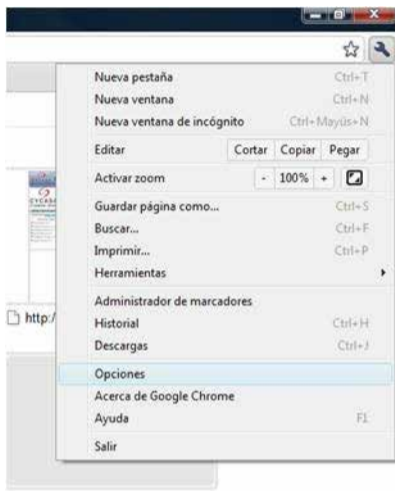 Nueva pestaña Ctrl+T
Nueva ventana Ctrl+N
Nueva ventana de incógnito Ctrl+Mayús+N
Editar Cortar Copiar Pegar
Activar zoom - 100% +
Guardar página como... Ctrl+S
Buscar... Ctrl+F
Imprimir... Ctrl+P
Herramientas
Administrador de marcadores
http:/
Historial Ctrl+H
Descargas Ctrl+J
Opciones
Acerca de Google Chrome
Ayuda F1
Salir